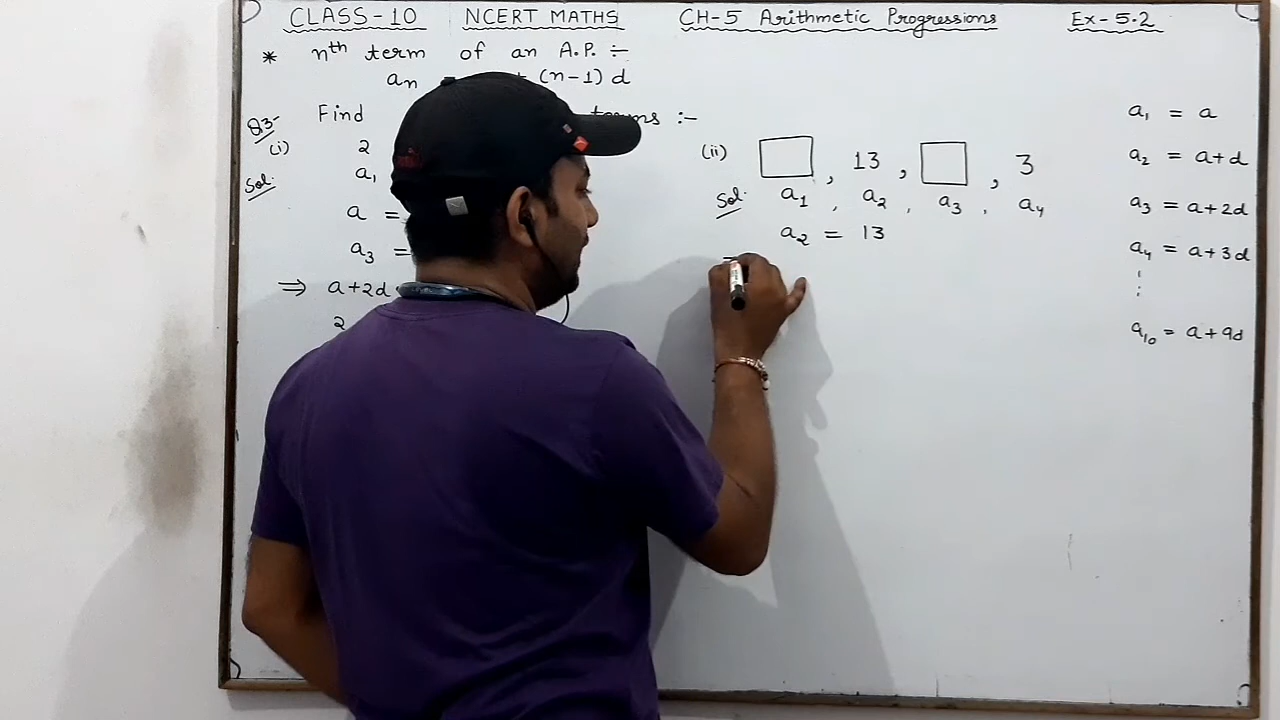 CLASS-10 NCERT MATHS CH-5 Arithmetic Progressions Ex-5.2
* nth term of an A.P. ÷
an + (n-1) d
Q3- Find terms :-
(i) 2
Sol: a1
a =
a3 =
⇒ a+2d
2
(ii) □ , 13 , □ , 3
Sol: a1 , a2 , a3 , a4
a2 = 13
a1 = a
a2 = a+d
a3 = a+2d
a4 = a+3d
⋮
a10 = a+9d